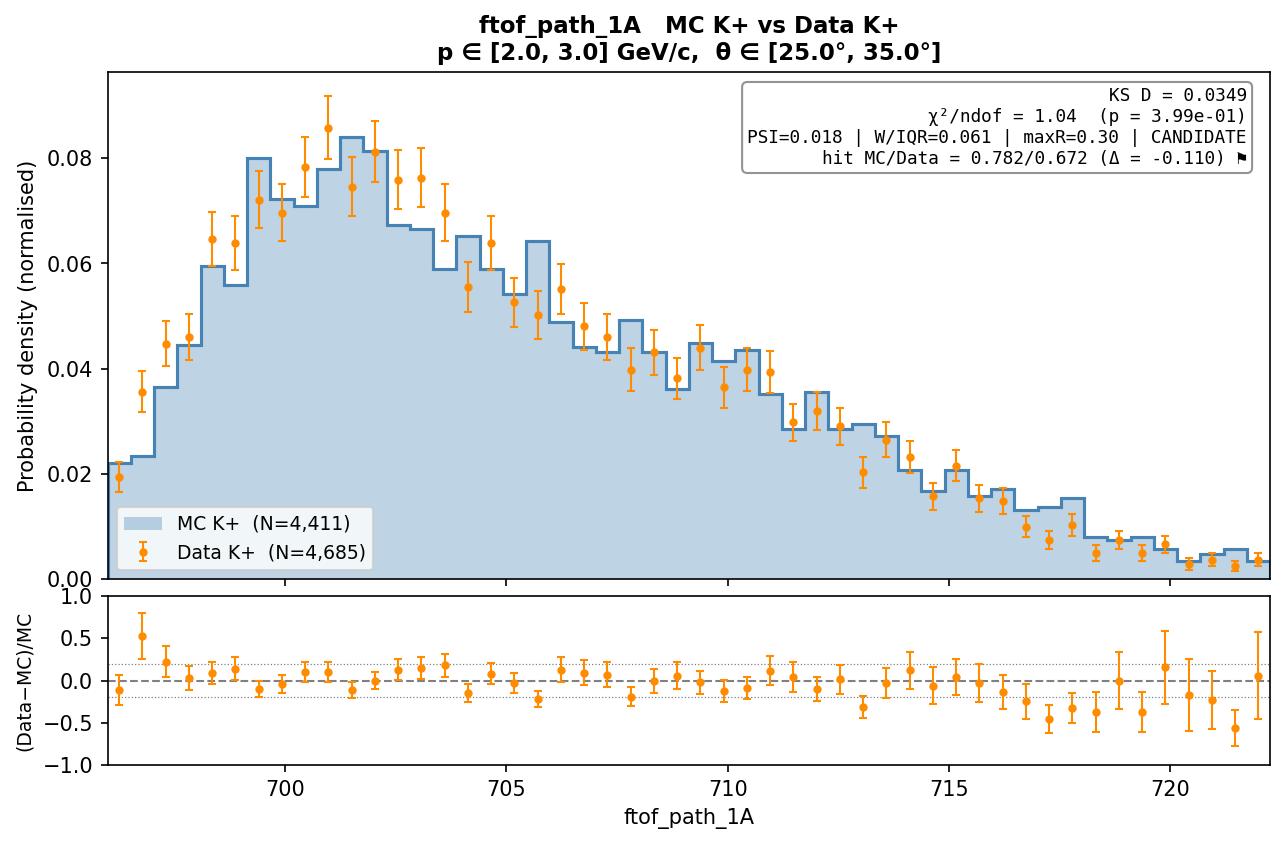 ftof_path_1A   MC K+ vs Data K+
p ∈ [2.0, 3.0] GeV/c,  θ ∈ [25.0°, 35.0°]
KS D = 0.0349
χ²/ndof = 1.04  (p = 3.99e-01)
PSI=0.018 | W/IQR=0.061 | maxR=0.30 | CANDIDATE
hit MC/Data = 0.782/0.672 (Δ = -0.110) ⚑
Probability density (normalised)
0.08
0.06
0.04
0.02
0.00
MC K+  (N=4,411)
Data K+  (N=4,685)
(Data−MC)/MC
1.0
0.5
0.0
−0.5
−1.0
700
705
710
715
720
ftof_path_1A